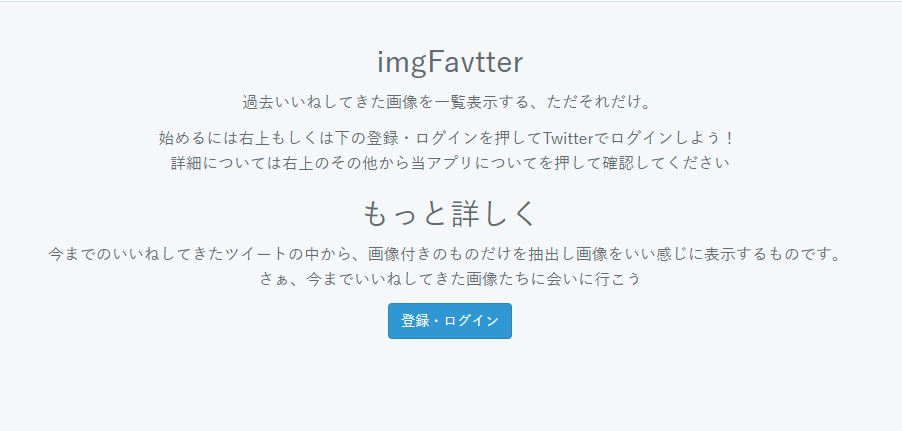 imgFavtter
過去いいねしてきた画像を一覧表示する、ただそれだけ。
始めるには右上もしくは下の登録・ログインを押してTwitterでログインしよう！
詳細については右上のその他から当アプリについてを押して確認してください
もっと詳しく
今までのいいねしてきたツイートの中から、画像付きのものだけを抽出し画像をいい感じに表示するものです。
さぁ、今までいいねしてきた画像たちに会いに行こう
登録・ログイン